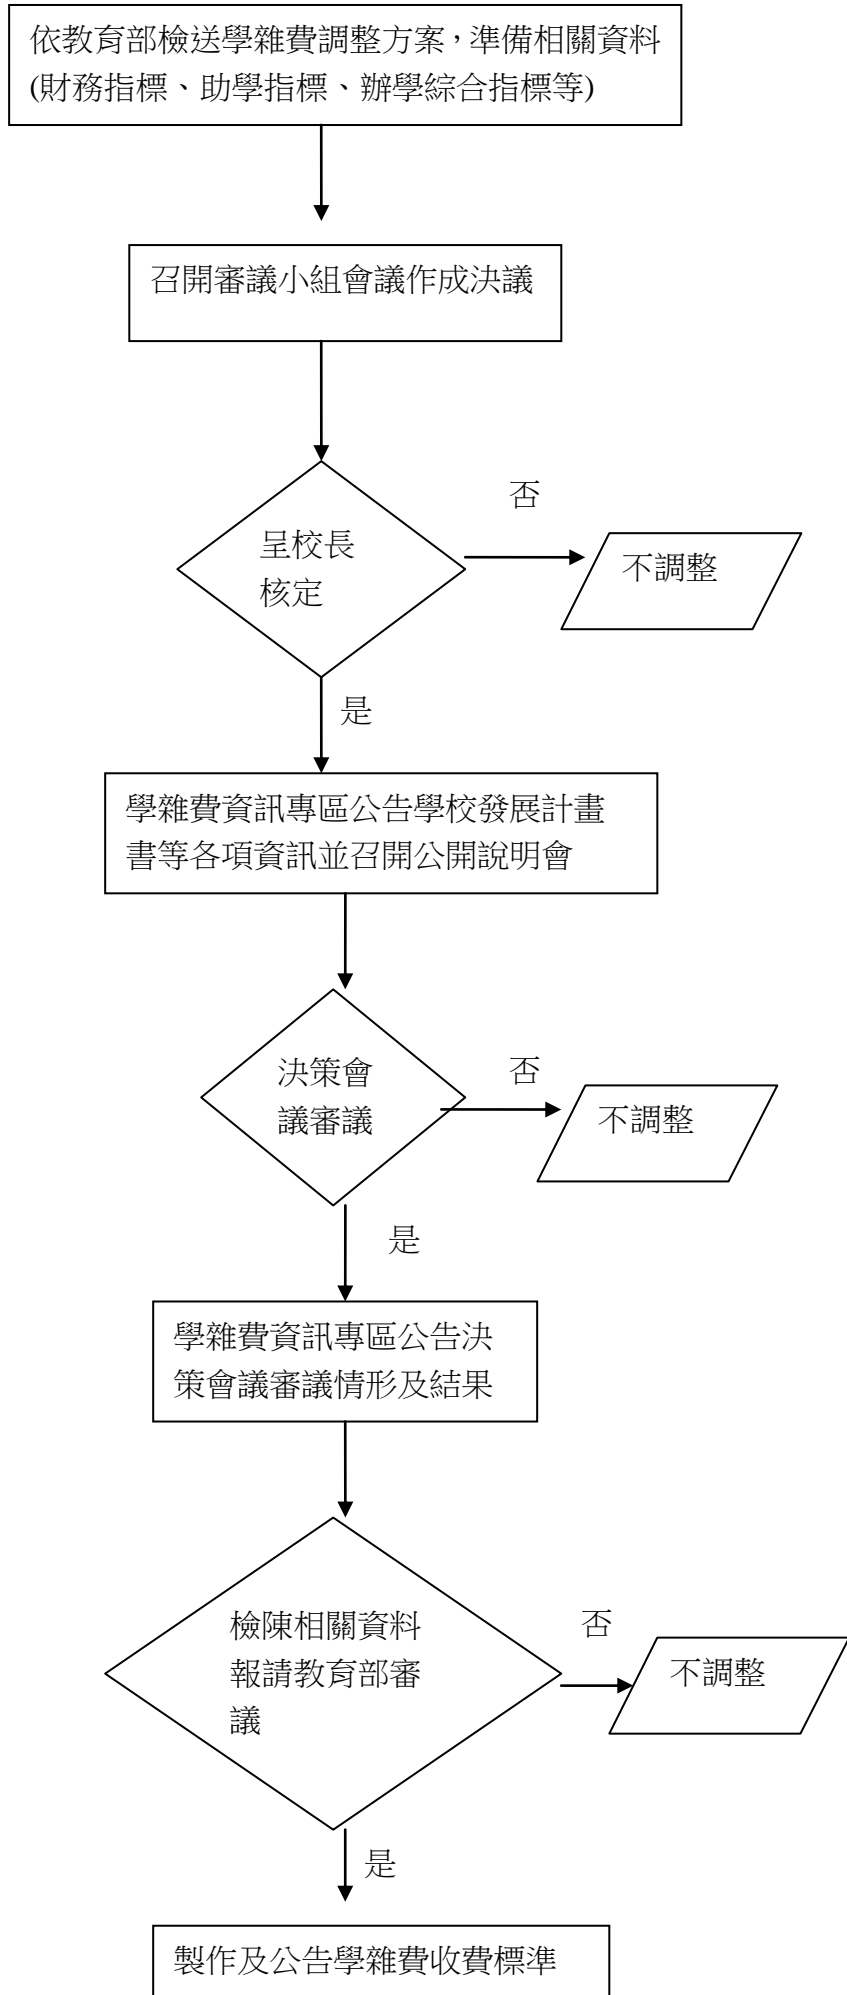 依教育部檢送學雜費調整方案，準備相關資料
(財務指標、助學指標、辦學綜合指標等)
召開審議小組會議作成決議
呈校長
核定
否
不調整
是
學雜費資訊專區公告學校發展計畫
書等各項資訊並召開公開說明會
決策會
議審議
否
不調整
是
學雜費資訊專區公告決
策會議審議情形及結果
檢陳相關資料
報請教育部審
議
否
不調整
是
製作及公告學雜費收費標準